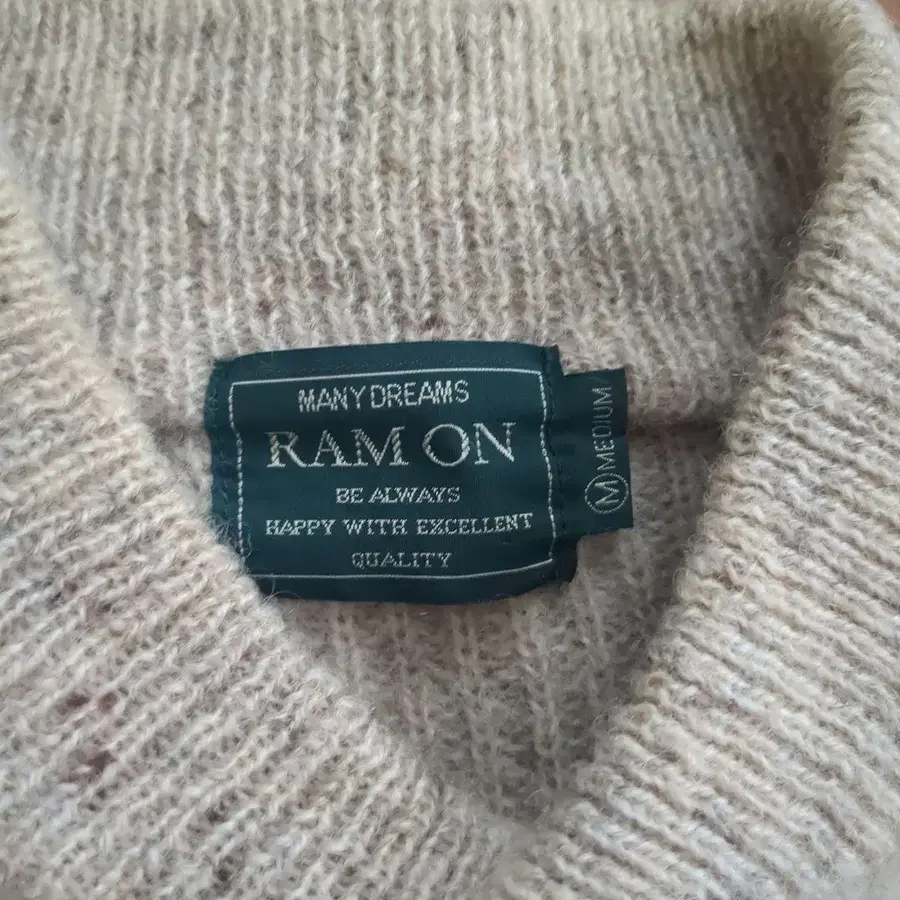 MANY DREAMS
RAM ON
BE ALWAYS
HAPPY WITH EXCELLENT
QUALITY
M MEDIUM